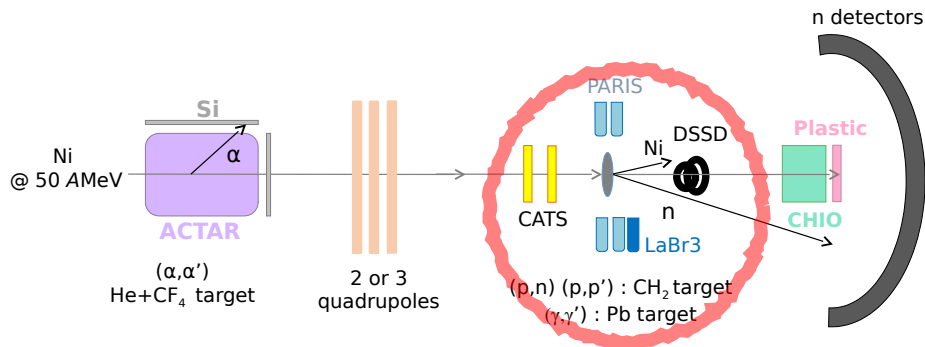 n detectors
PARIS
Si
DSSD
Plastic
α
Ni
Ni
@ 50 AMeV
n
CATS
CHIO
ACTAR
LaBr3
(α,α’)
He+CF₄ target
2 or 3
quadrupoles
(p,n) (p,p’) : CH₂ target
(γ,γ’) : Pb target